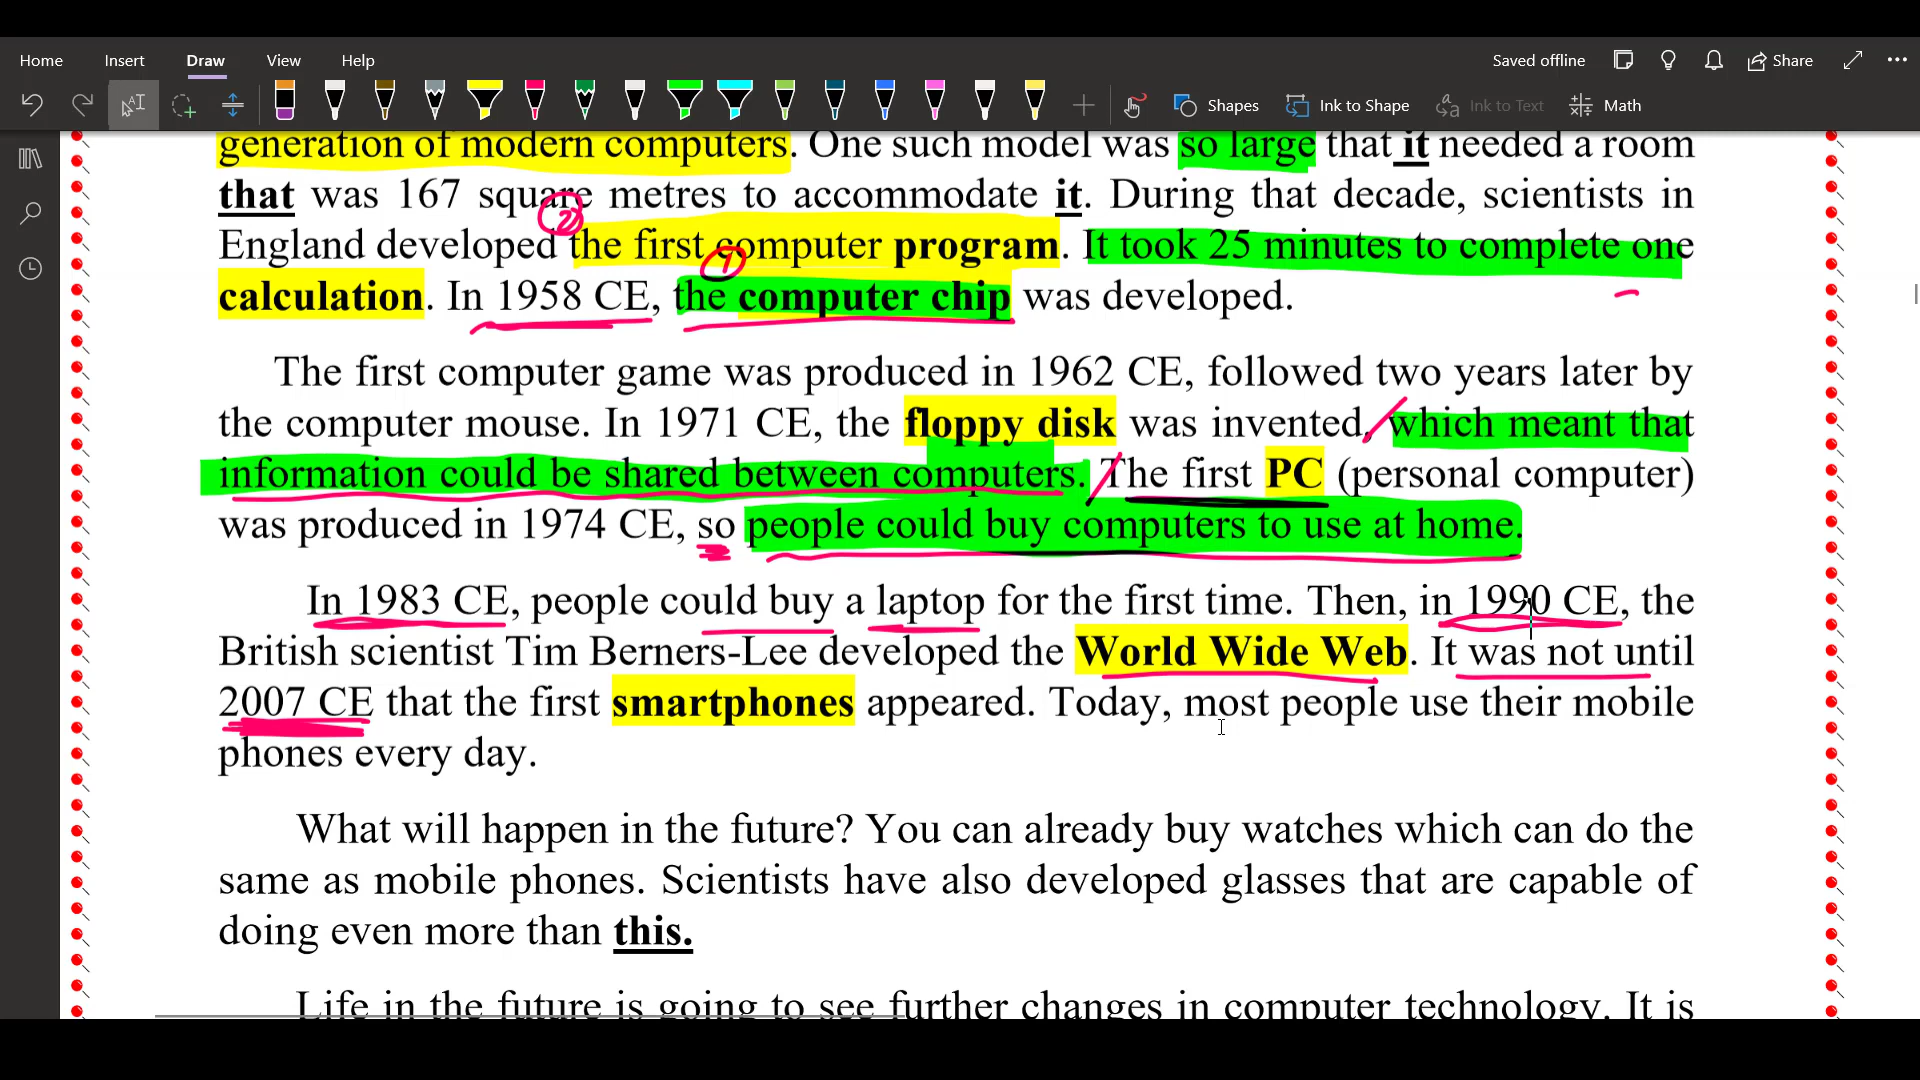 Home Insert Draw View Help Saved offline Share
Shapes Ink to Shape Ink to Text Math
generation of modern computers. One such model was so large that it needed a room
that was 167 square metres to accommodate it. During that decade, scientists in
2
England developed the first computer program. It took 25 minutes to complete one
1
calculation. In 1958 CE, the computer chip was developed.
The first computer game was produced in 1962 CE, followed two years later by
the computer mouse. In 1971 CE, the floppy disk was invented, which meant that
information could be shared between computers. The first PC (personal computer)
was produced in 1974 CE, so people could buy computers to use at home.
In 1983 CE, people could buy a laptop for the first time. Then, in 1990 CE, the
British scientist Tim Berners-Lee developed the World Wide Web. It was not until
2007 CE that the first smartphones appeared. Today, most people use their mobile
phones every day.
What will happen in the future? You can already buy watches which can do the
same as mobile phones. Scientists have also developed glasses that are capable of
doing even more than this.
Life in the future is going to see further changes in computer technology. It is